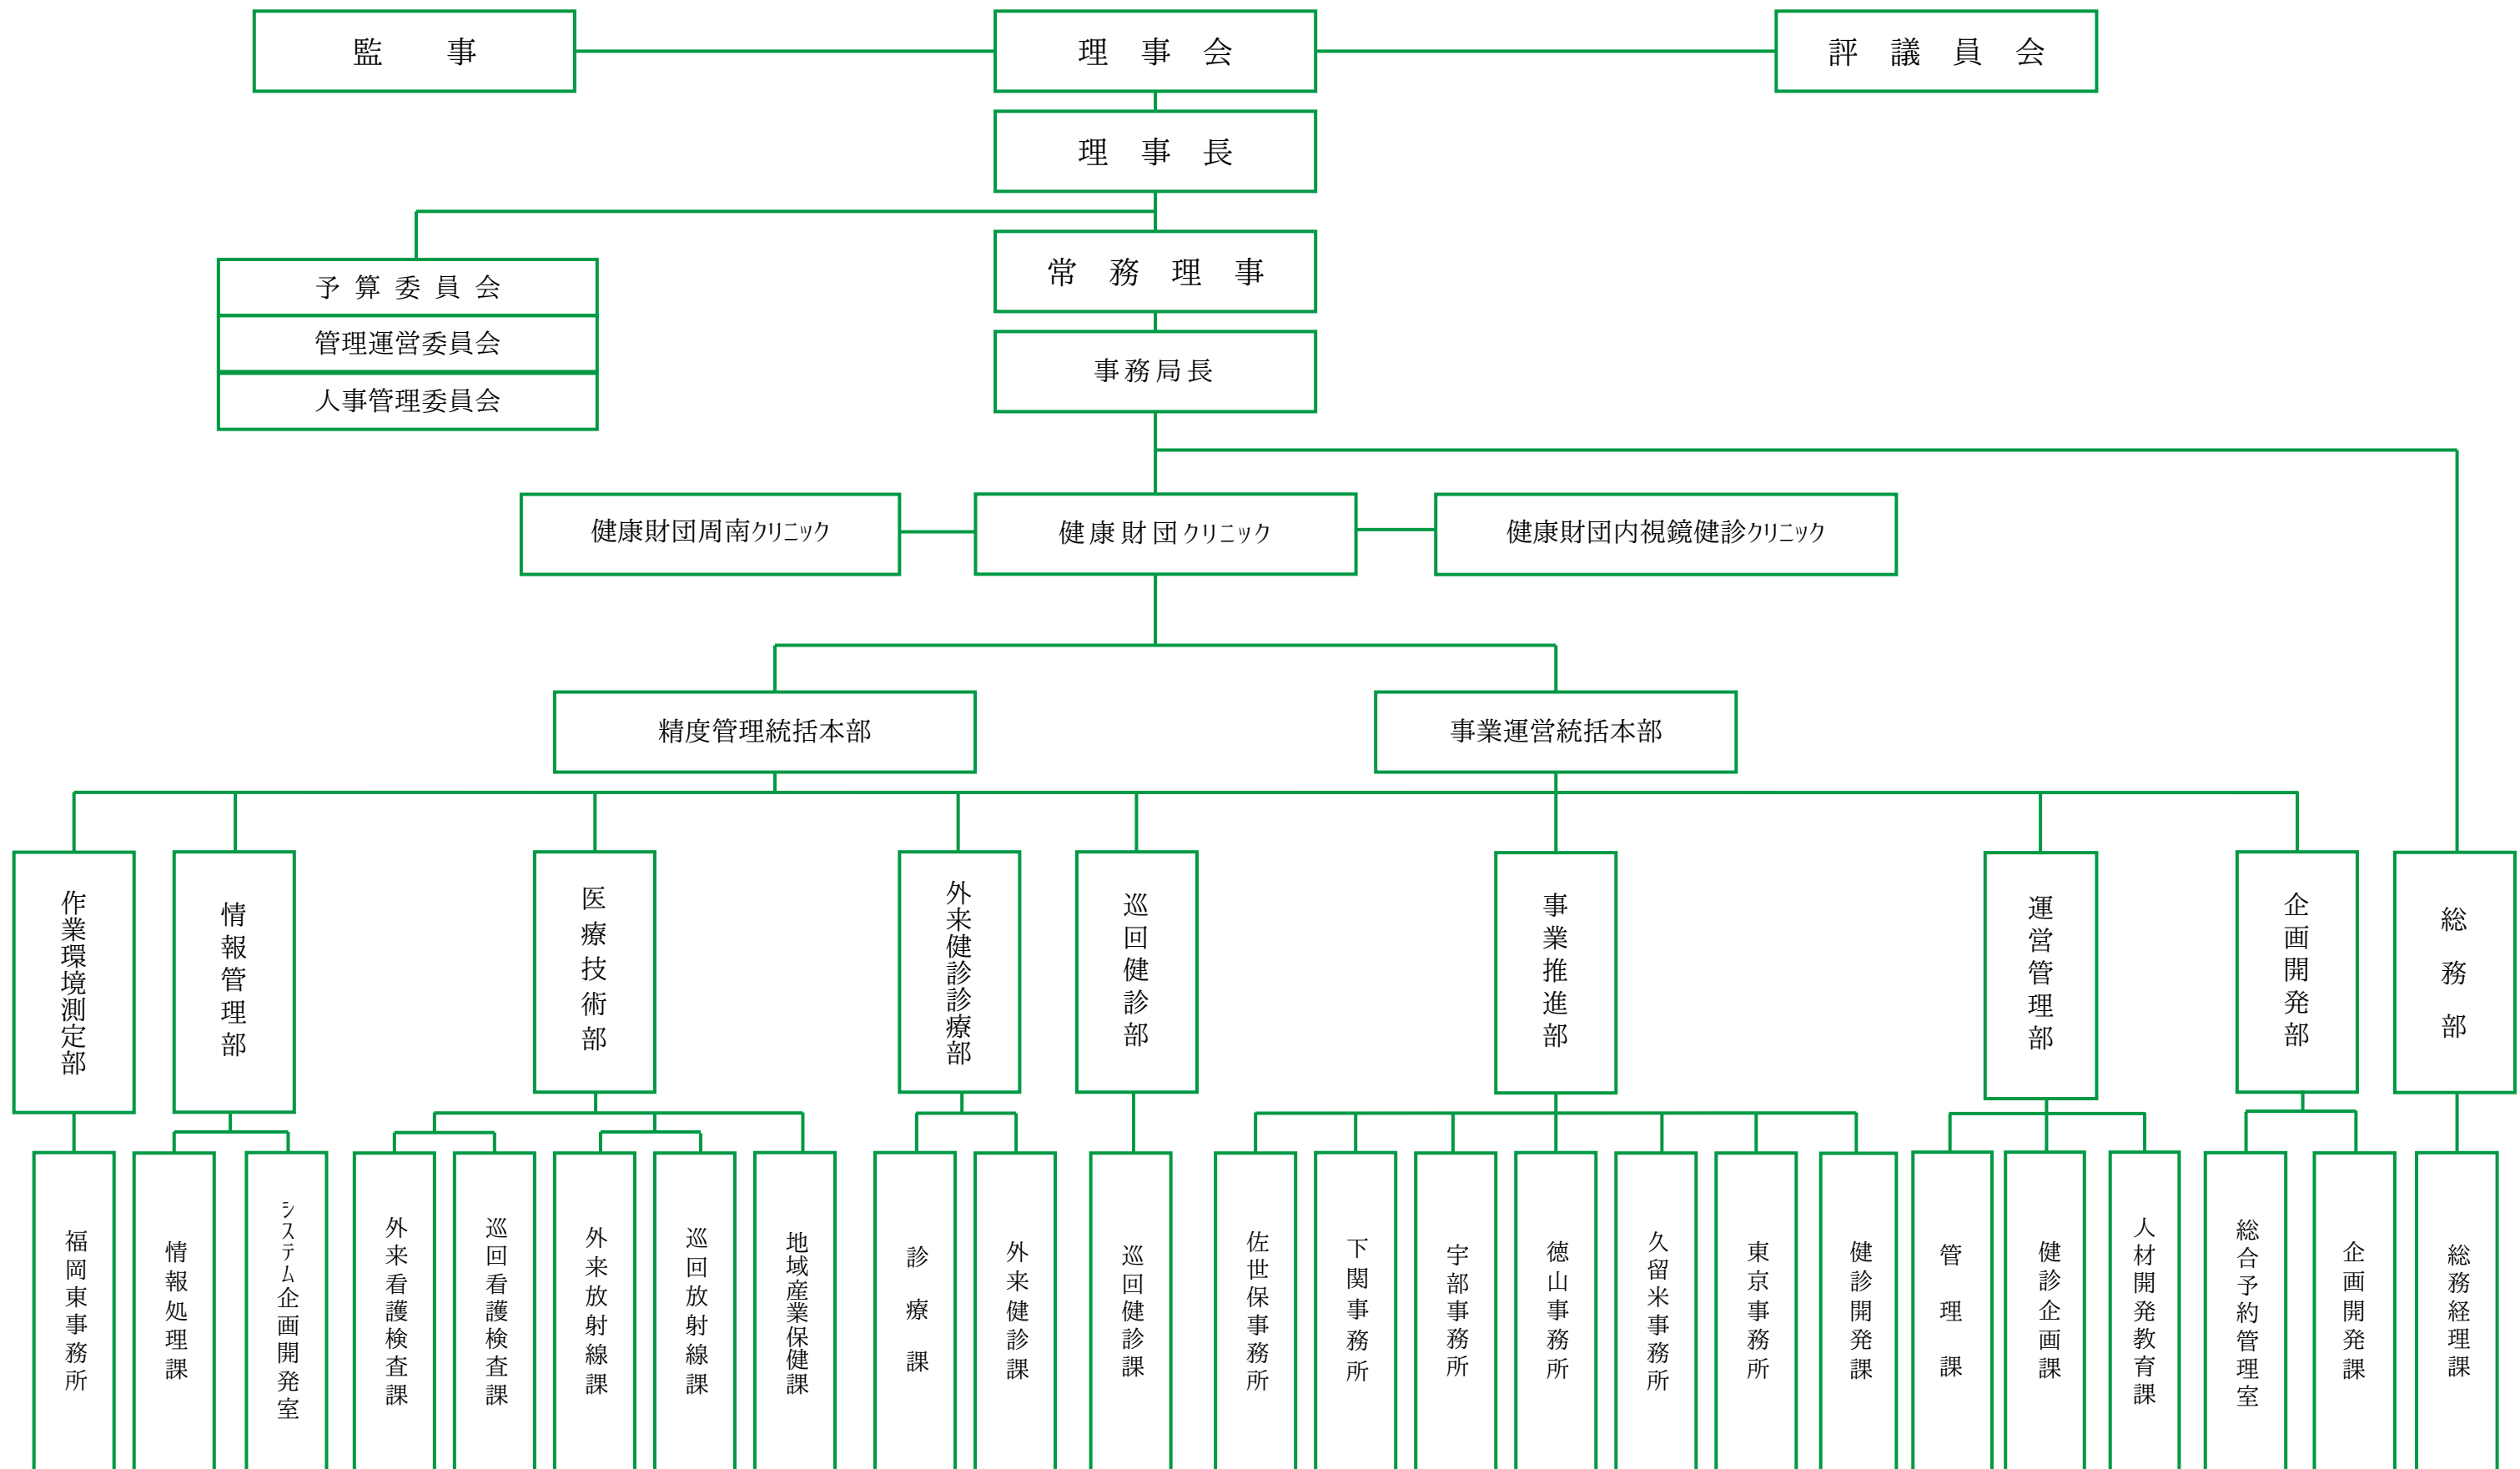 監　事
理　事　会
評　議　員　会
理　事　長
常　務　理　事
予算委員会
管理運営委員会
人事管理委員会
事務局長
健康財団周南ｸﾘﾆｯｸ
健康財団ｸﾘﾆｯｸ
健康財団内視鏡健診ｸﾘﾆｯｸ
精度管理統括本部
事業運営統括本部
作業環境測定部
情報管理部
医療技術部
外来健診診療部
巡回健診部
事業推進部
運営管理部
企画開発部
総務部
福岡東事務所
情報処理課
ｼｽﾃﾑ企画開発室
外来看護検査課
巡回看護検査課
外来放射線課
巡回放射線課
地域産業保健課
診療課
外来健診課
巡回健診課
佐世保事務所
下関事務所
宇部事務所
徳山事務所
久留米事務所
東京事務所
健診開発課
管理課
健診企画課
人材開発教育課
総合予約管理室
企画開発課
総務経理課